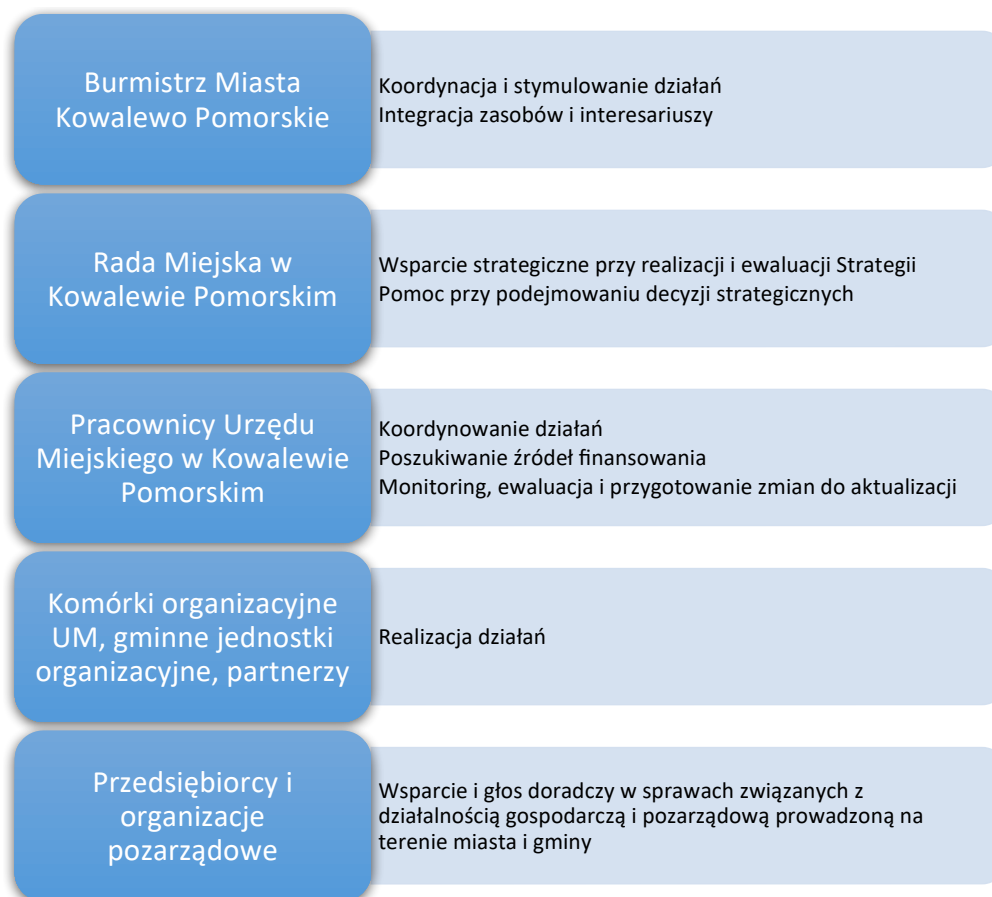 Burmistrz Miasta
Kowalewo Pomorskie
Koordynacja i stymulowanie działań
Integracja zasobów i interesariuszy
Rada Miejska w
Kowalewie Pomorskim
Wsparcie strategiczne przy realizacji i ewaluacji Strategii
Pomoc przy podejmowaniu decyzji strategicznych
Pracownicy Urzędu
Miejskiego w Kowalewie
Pomorskim
Koordynowanie działań
Poszukiwanie źródeł finansowania
Monitoring, ewaluacja i przygotowanie zmian do aktualizacji
Komórki organizacyjne
UM, gminne jednostki
organizacyjne, partnerzy
Realizacja działań
Przedsiębiorcy i
organizacje
pozarządowe
Wsparcie i głos doradczy w sprawach związanych z
działalnością gospodarczą i pozarządową prowadzoną na
terenie miasta i gminy